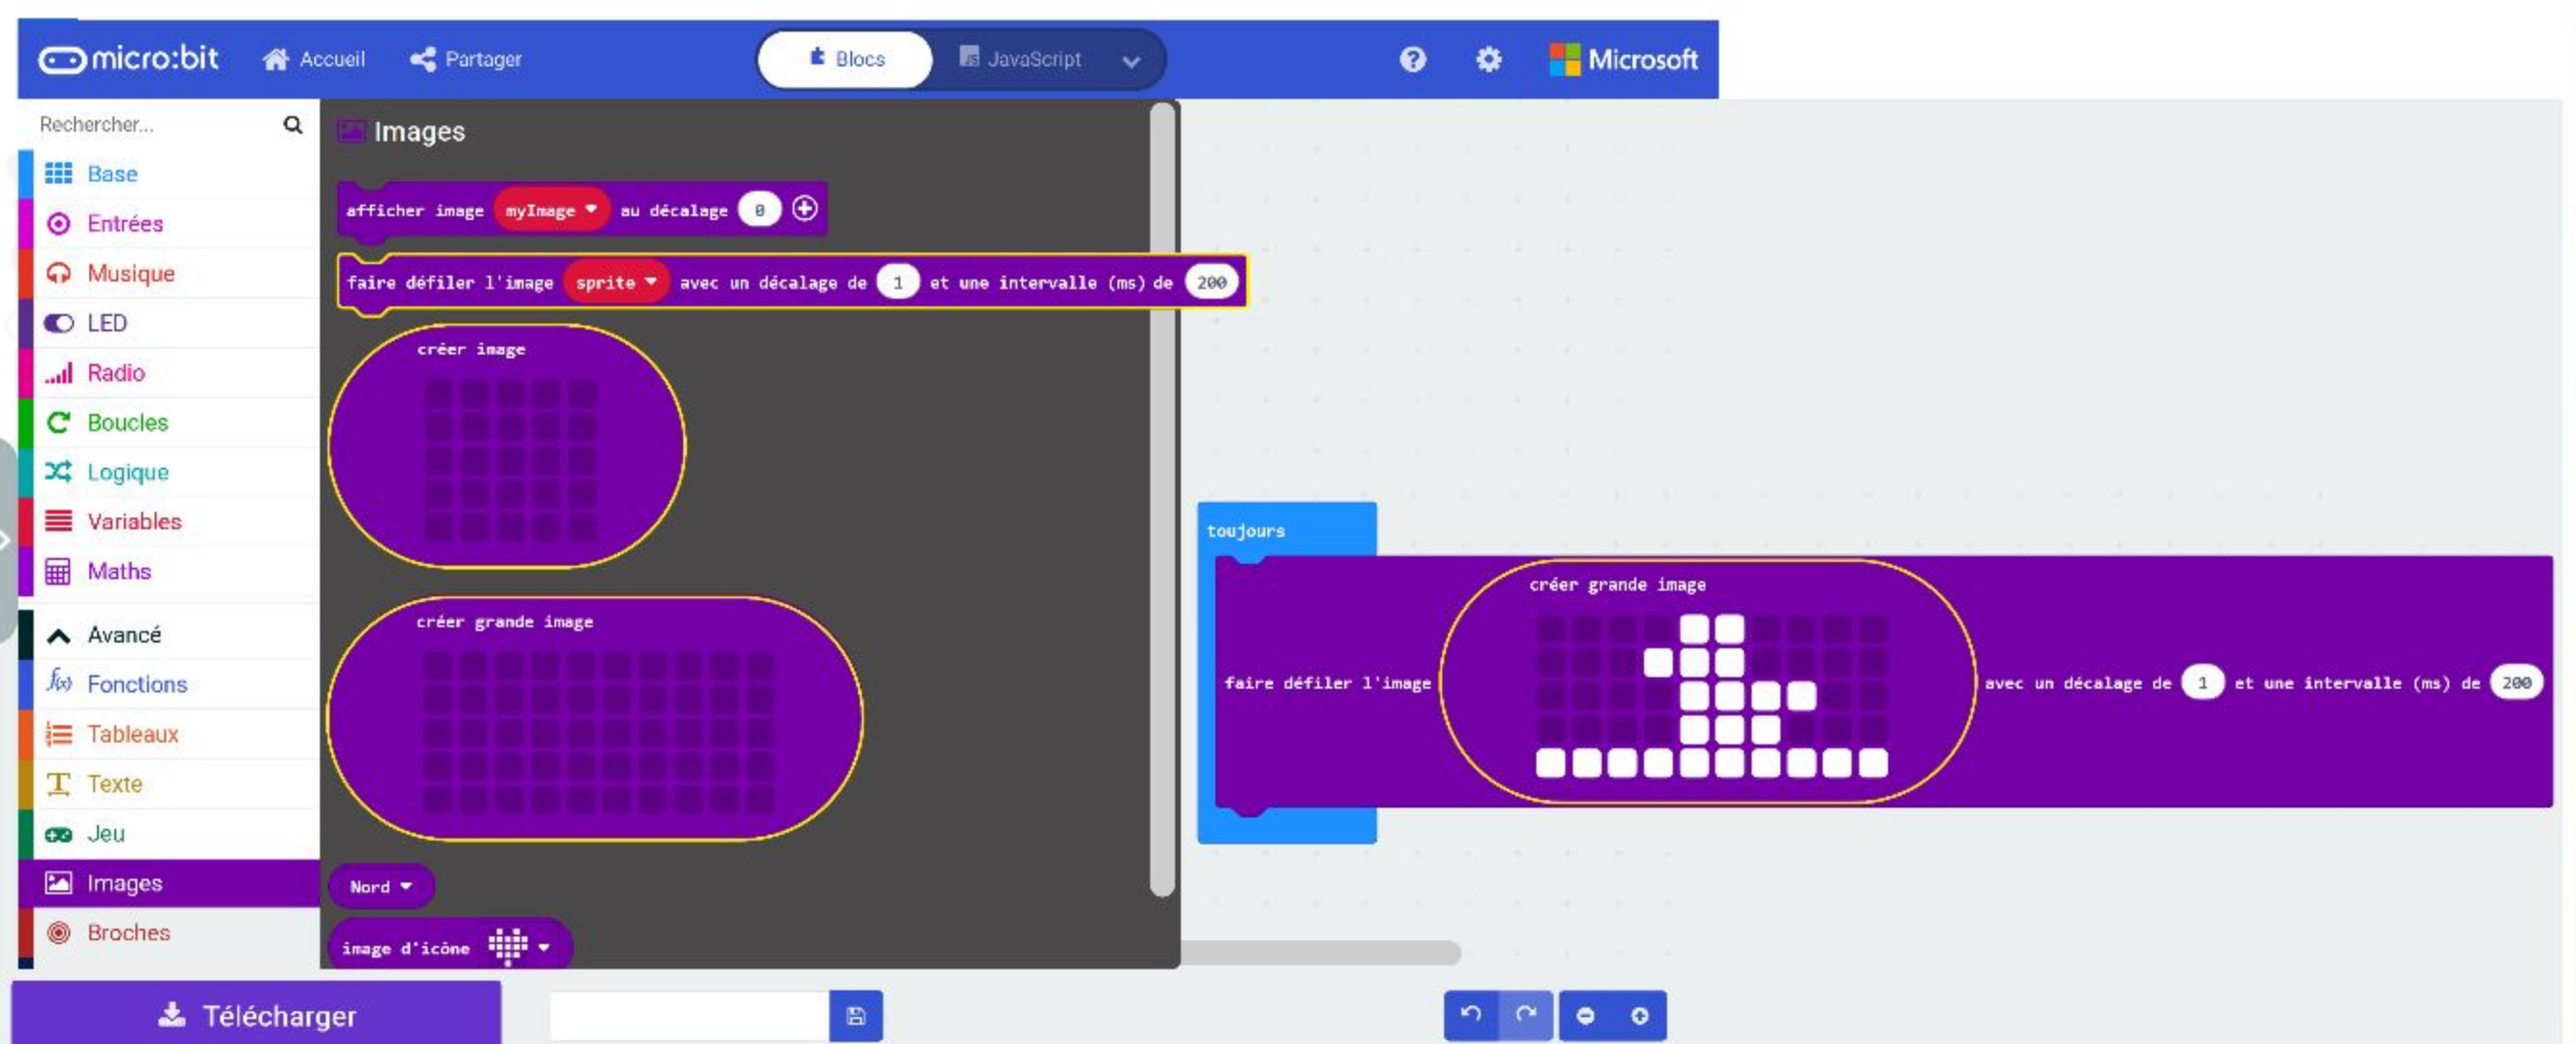 micro:bit Accueil Partager Blocs JavaScript Microsoft
Rechercher...
Base
Entrées
Musique
LED
Radio
Boucles
Logique
Variables
Maths
Avancé
Fonctions
Tableaux
Texte
Jeu
Images
Broches
Images
afficher image myImage au décalage 0
faire défiler l'image sprite avec un décalage de 1 et une intervalle (ms) de 200
créer image
créer grande image
Nord
image d'icône
toujours
créer grande image
faire défiler l'image avec un décalage de 1 et une intervalle (ms) de 200
Télécharger